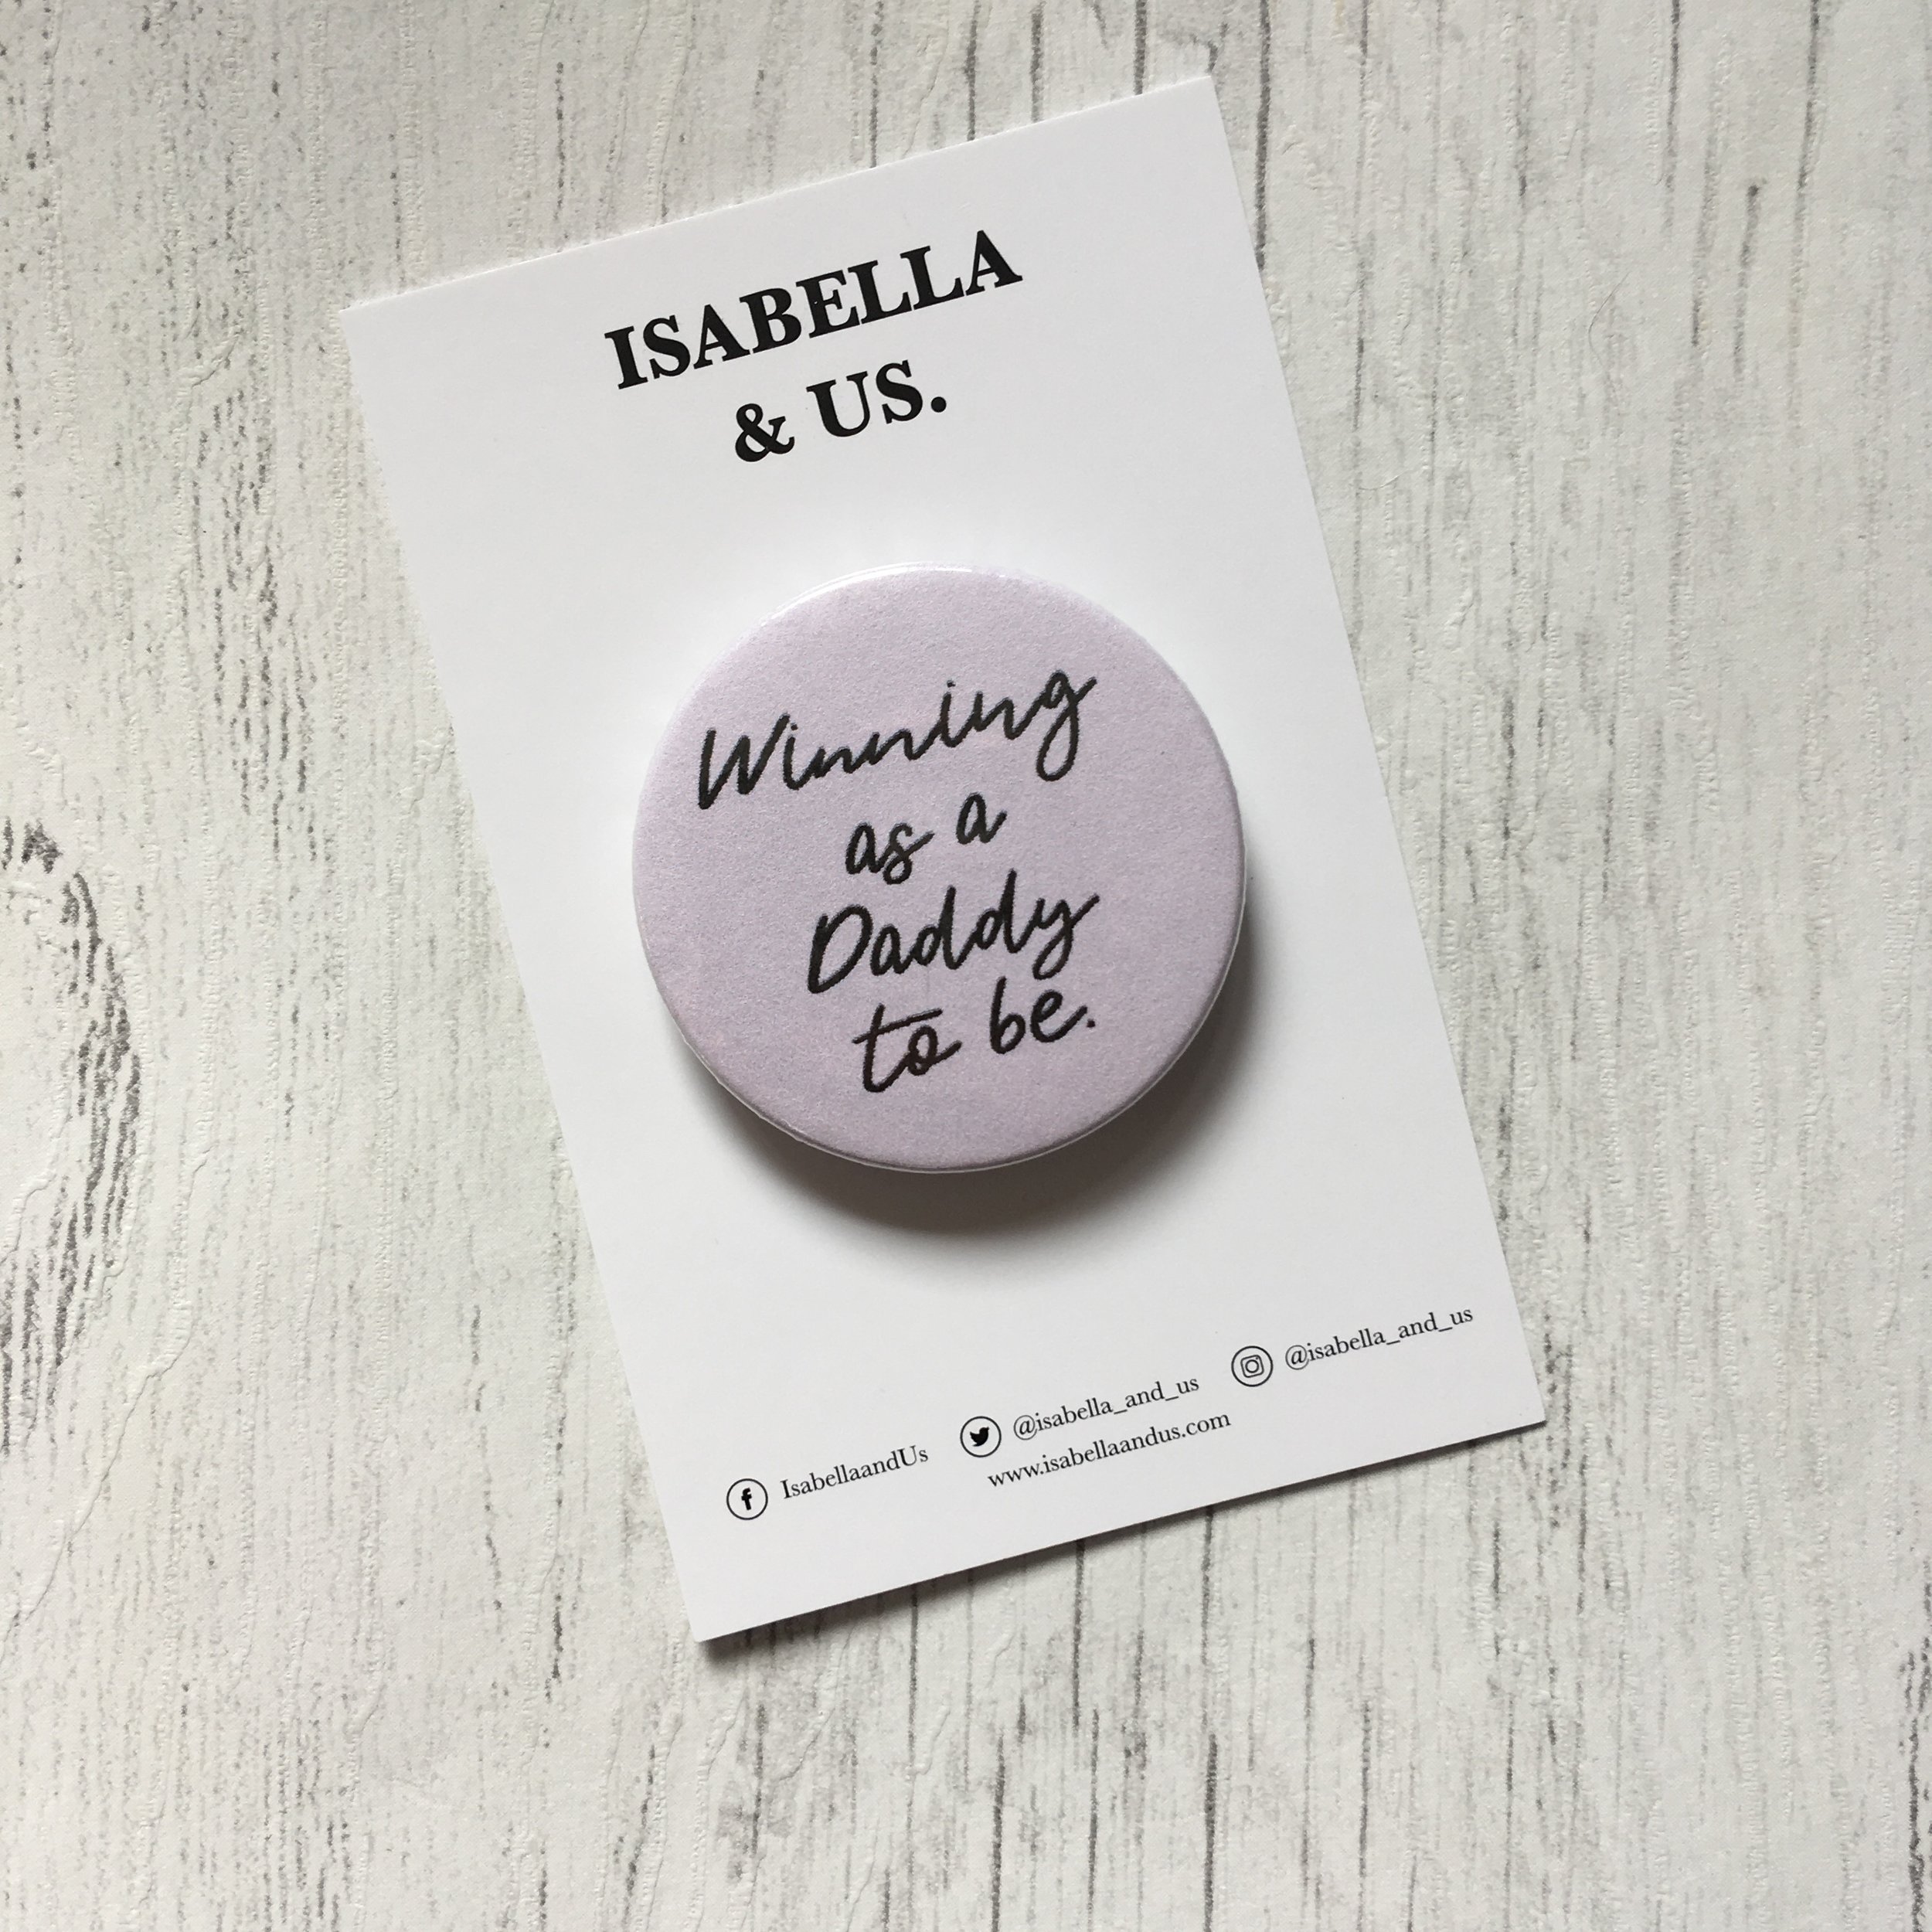 ISABELLA
& US.
Winning
as a
Daddy
to be.
IsabellaandUs @isabella_and_us @isabella_and_us
www.isabellaandus.com